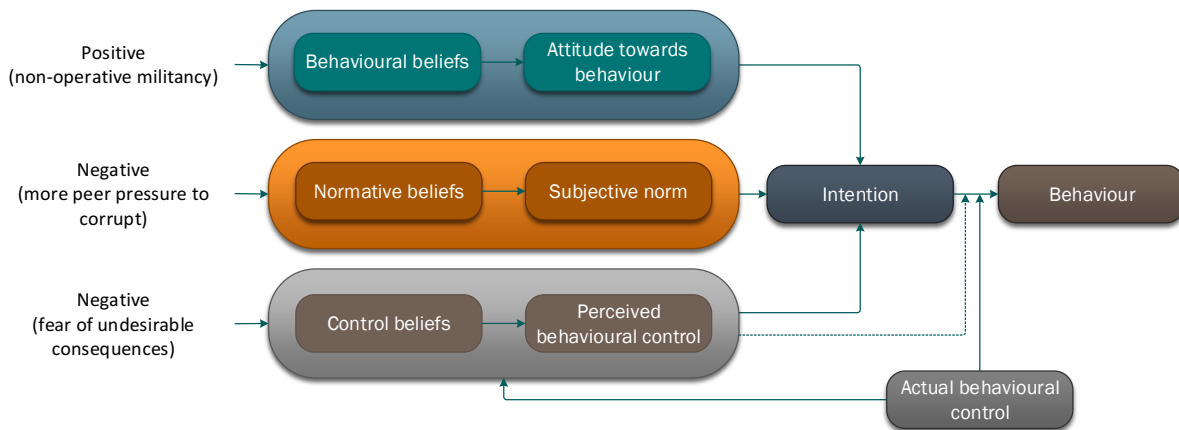 Positive
(non-operative militancy)
Behavioural beliefs
Attitude towards
behaviour
Negative
(more peer pressure to
corrupt)
Normative beliefs
Subjective norm
Intention
Behaviour
Negative
(fear of undesirable
consequences)
Control beliefs
Perceived
behavioural control
Actual behavioural
control